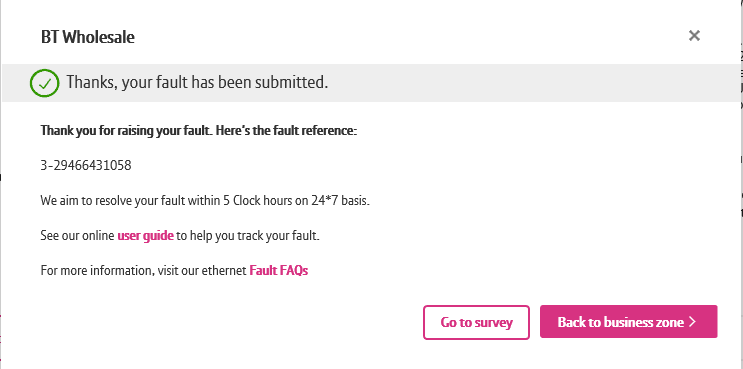 BT Wholesale
Thanks, your fault has been submitted.
Thank you for raising your fault. Here's the fault reference:
3-29466431058
We aim to resolve your fault within 5 Clock hours on 24*7 basis.
See our online user guide to help you track your fault.
For more information, visit our ethernet Fault FAQs
Go to survey
Back to business zone